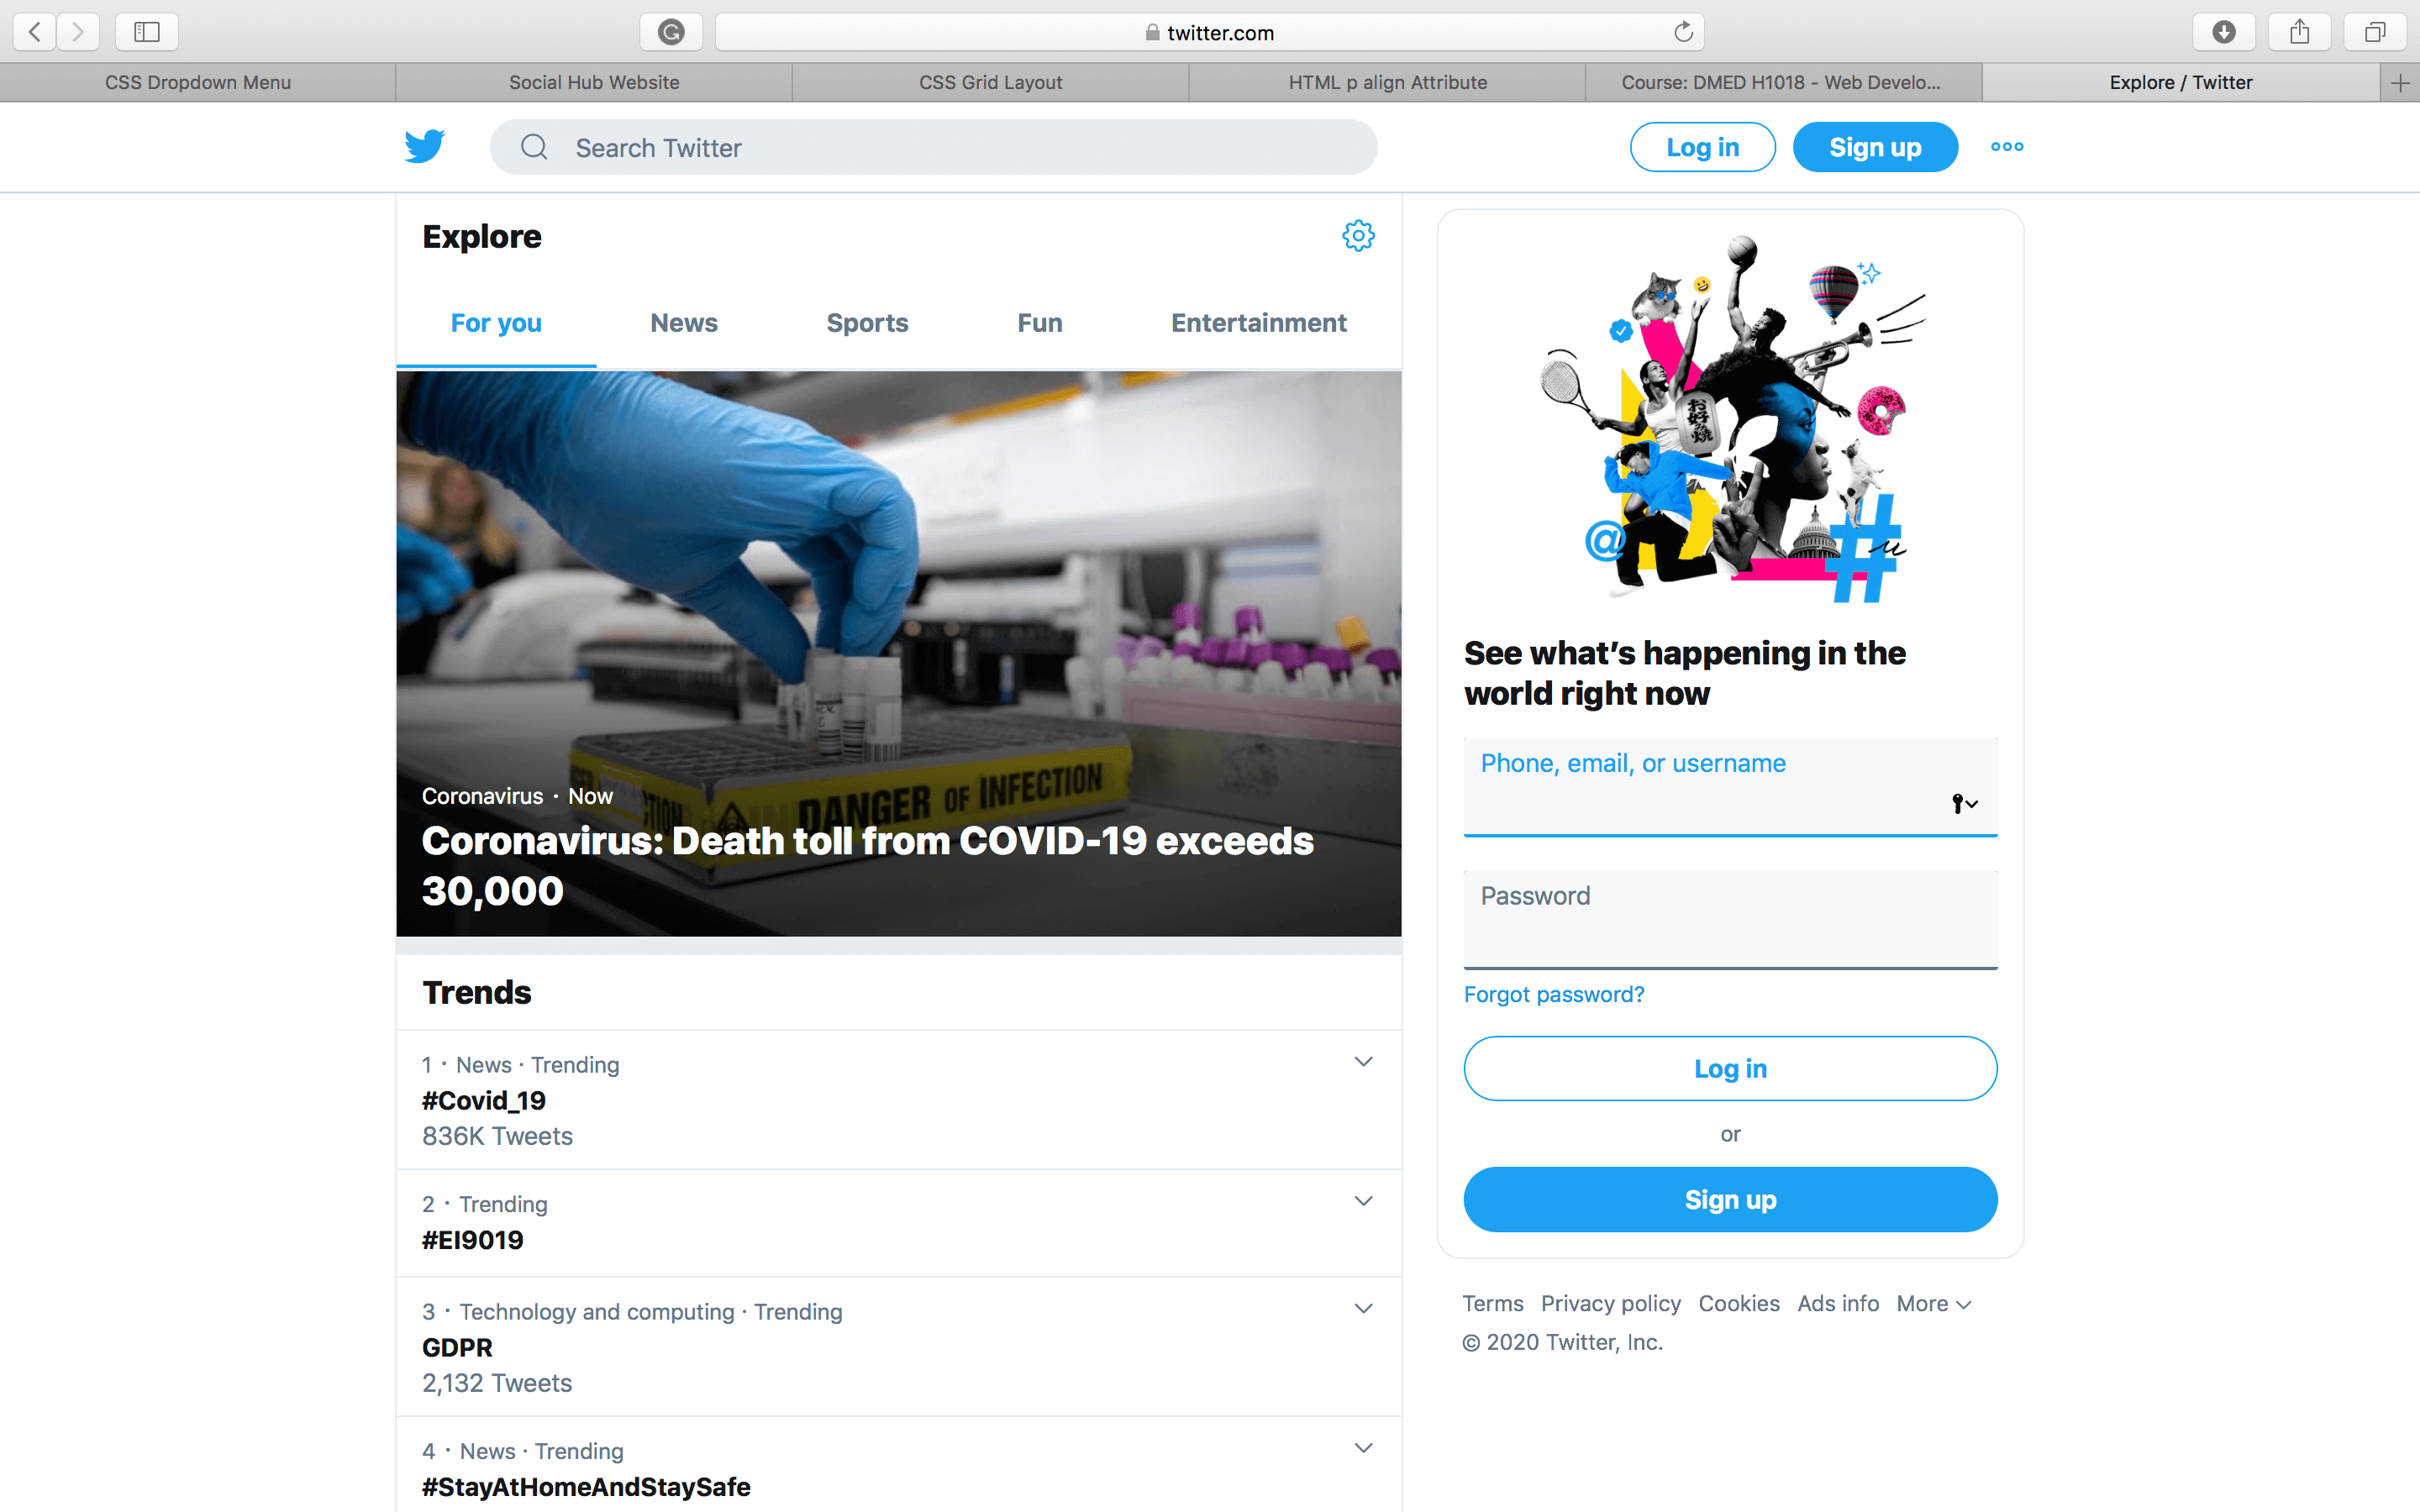 twitter.com
CSS Dropdown Menu
Social Hub Website
CSS Grid Layout
HTML p align Attribute
Course: DMED H1018 - Web Develo...
Explore / Twitter
Search Twitter
Log in
Sign up
Explore
For you
News
Sports
Fun
Entertainment
DANGER OF INFECTION
Coronavirus · Now
Coronavirus: Death toll from COVID-19 exceeds
30,000
Trends
1 · News · Trending
#Covid_19
836K Tweets
2 · Trending
#EI9019
3 · Technology and computing · Trending
GDPR
2,132 Tweets
4 · News · Trending
#StayAtHomeAndStaySafe
お好み焼
@
#
See what’s happening in the
world right now
Phone, email, or username
Password
Forgot password?
Log in
or
Sign up
Terms Privacy policy Cookies Ads info More
© 2020 Twitter, Inc.